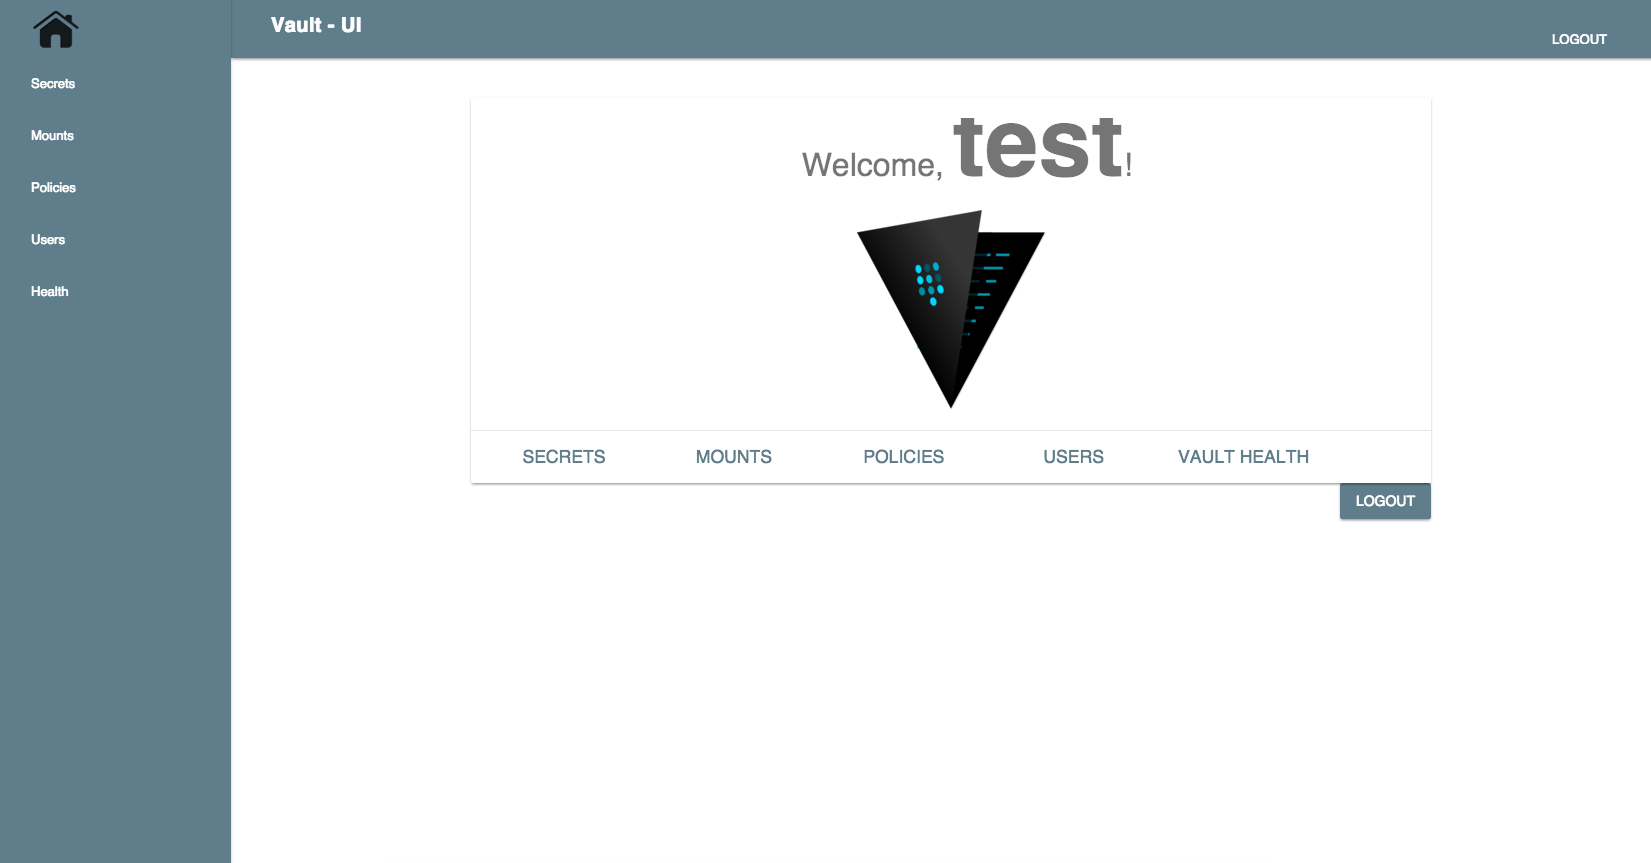 Vault - UI
LOGOUT
Secrets
Mounts
Policies
Users
Health
Welcome, test!
SECRETS MOUNTS POLICIES USERS VAULT HEALTH
LOGOUT